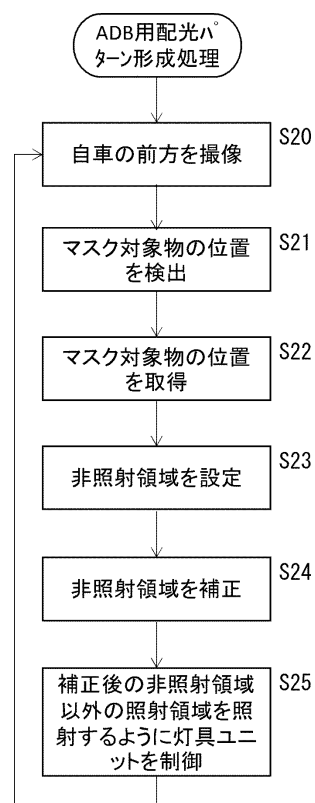 ADB用配光パ
ターン形成処理
S20
自車の前方を撮像
S21
マスク対象物の位置
を検出
S22
マスク対象物の位置
を取得
S23
非照射領域を設定
S24
非照射領域を補正
S25
補正後の非照射領域
以外の照射領域を照
射するように灯具ユニ
ットを制御